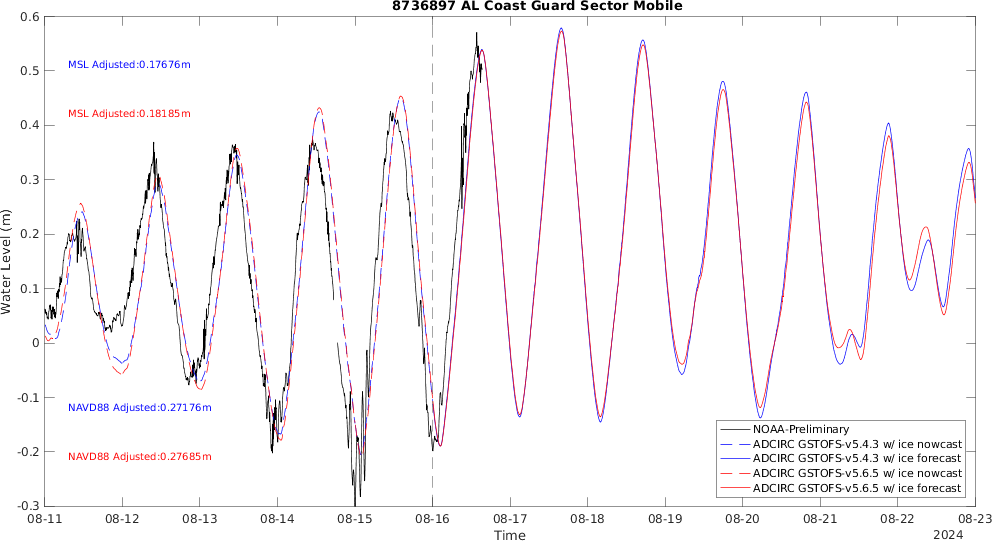 8736897 AL Coast Guard Sector Mobile
0.6
0.5
0.4
0.3
0.2
0.1
0
-0.1
-0.2
-0.3
Water Level (m)
MSL Adjusted:0.17676m
MSL Adjusted:0.18185m
NAVD88 Adjusted:0.27176m
NAVD88 Adjusted:0.27685m
NOAA-Preliminary
ADCIRC GSTOFS-v5.4.3 w/ ice nowcast
ADCIRC GSTOFS-v5.4.3 w/ ice forecast
ADCIRC GSTOFS-v5.6.5 w/ ice nowcast
ADCIRC GSTOFS-v5.6.5 w/ ice forecast
08-11 08-12 08-13 08-14 08-15 08-16 08-17 08-18 08-19 08-20 08-21 08-22 08-23
Time
2024